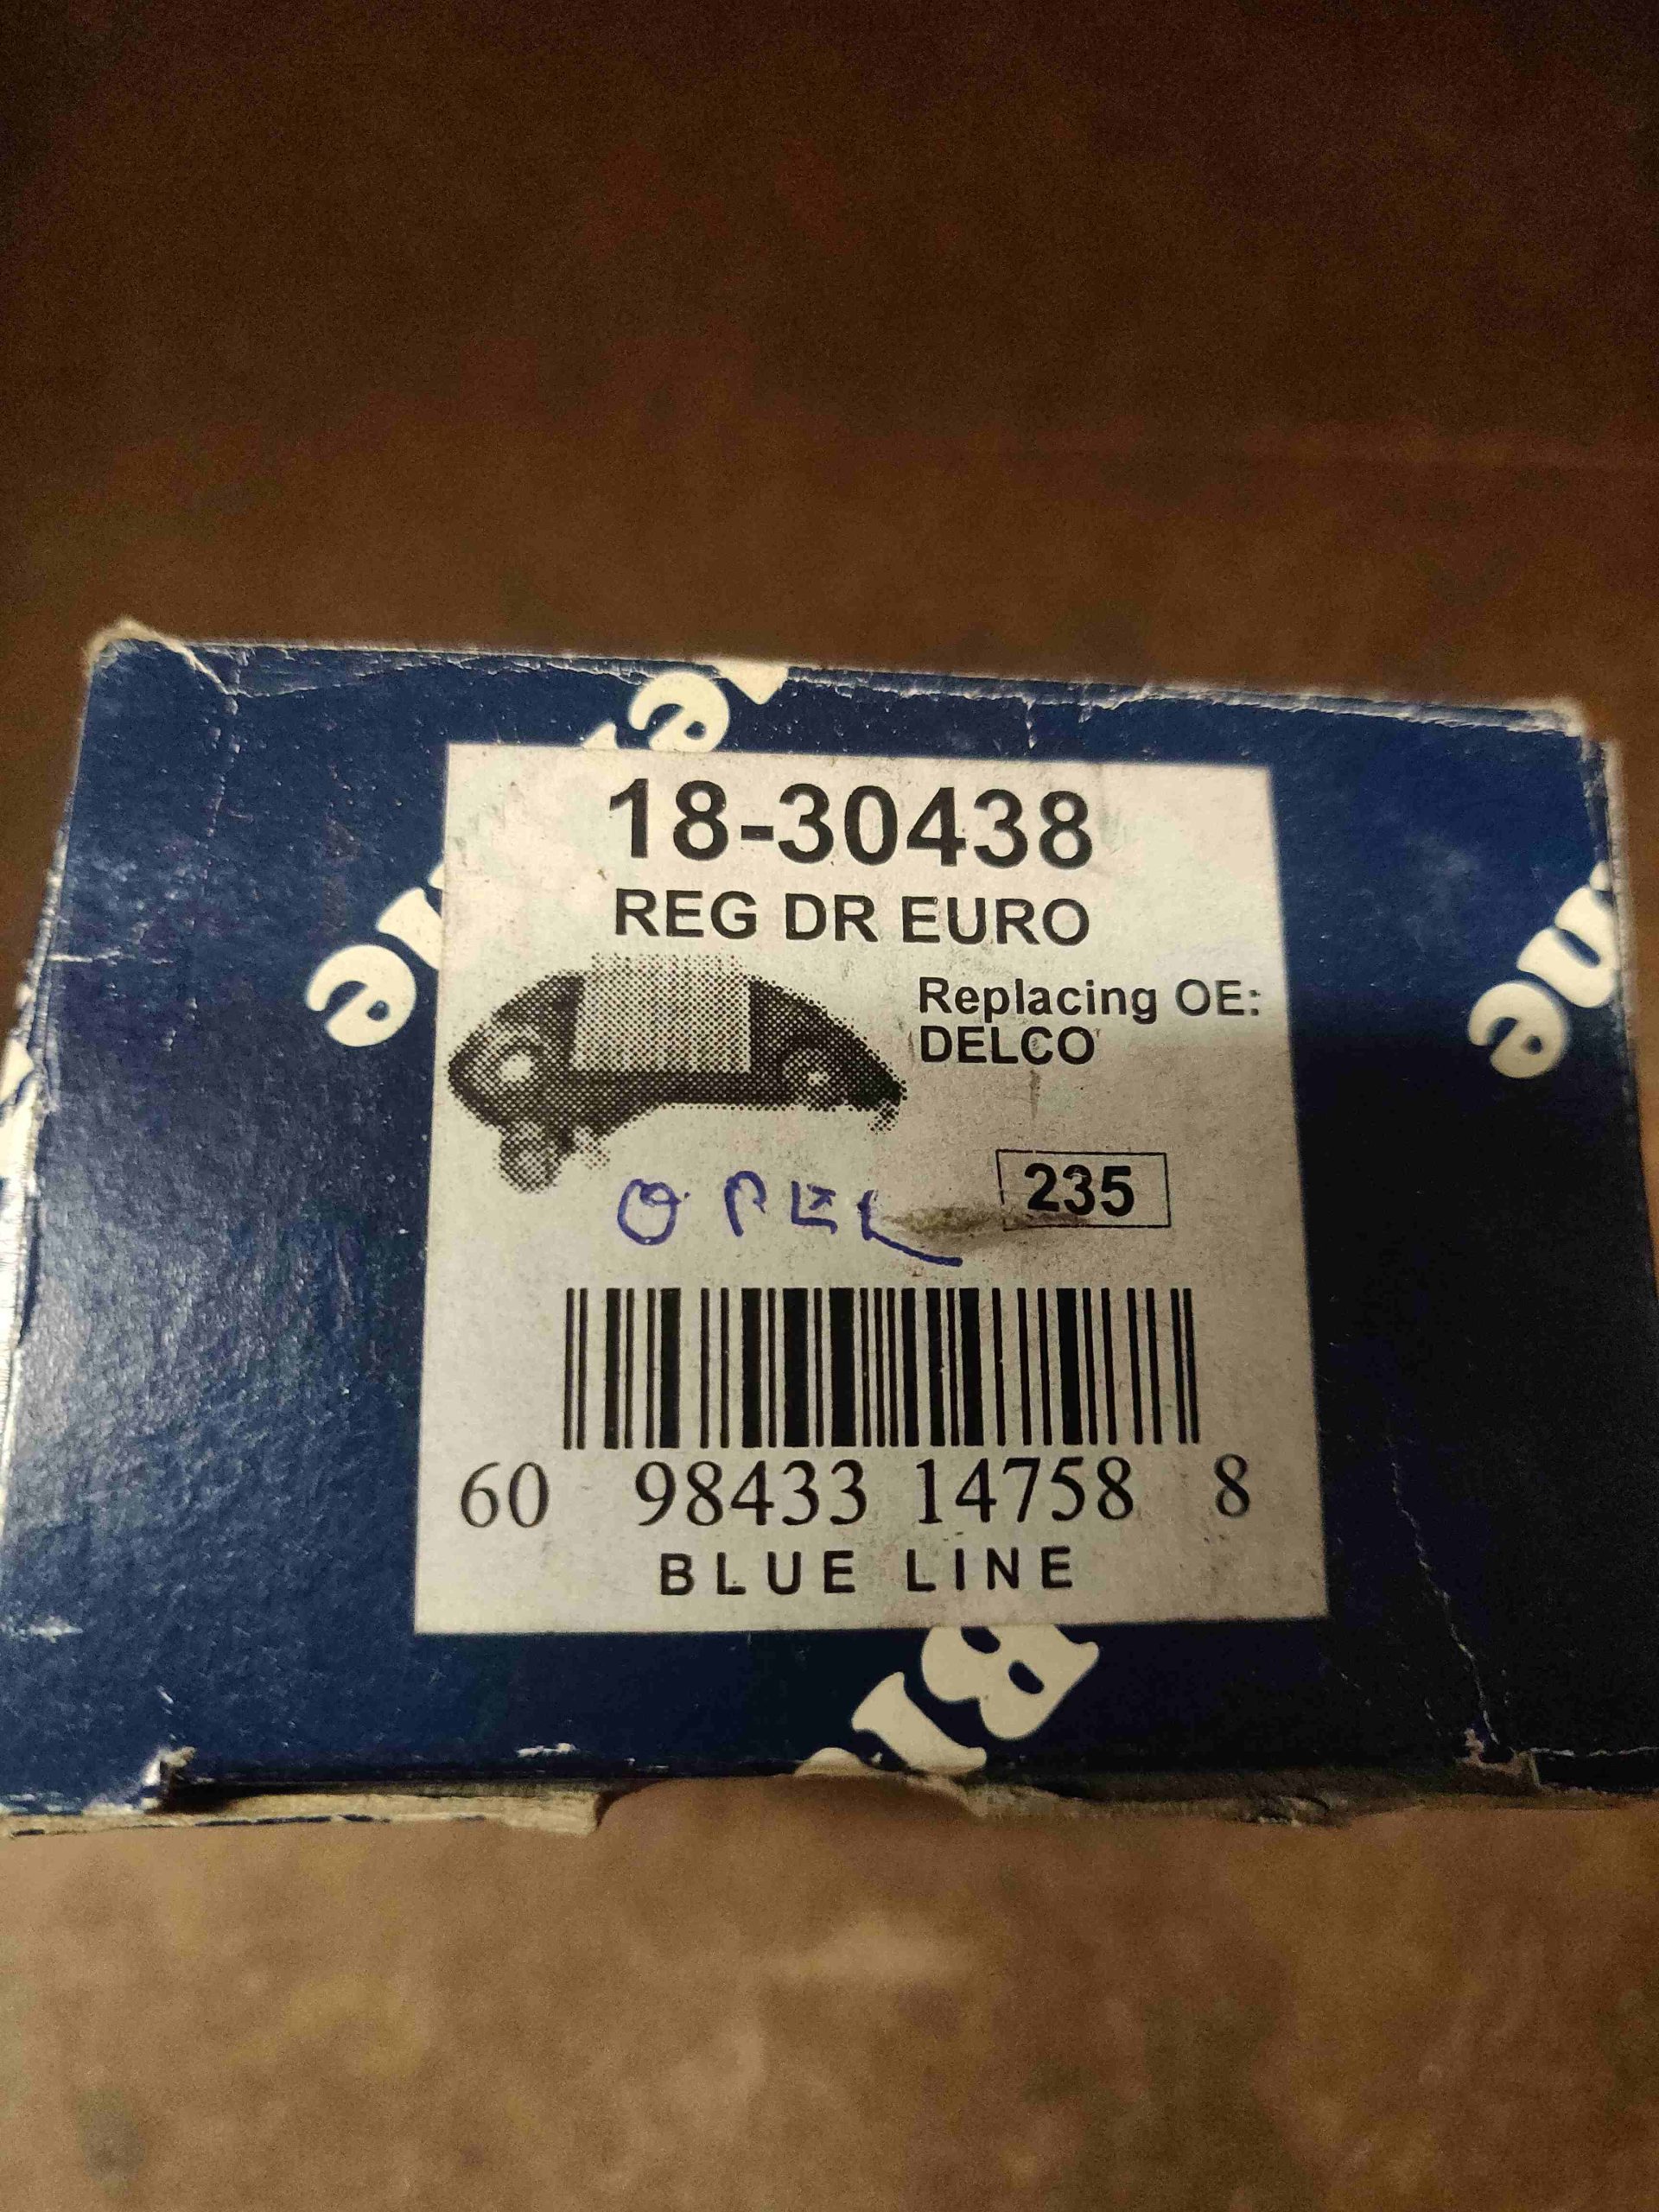 18-30438
REG DR EURO
Replacing OE:
DELCO
OPEL
235
60 98433 14758 8
BLUE LINE